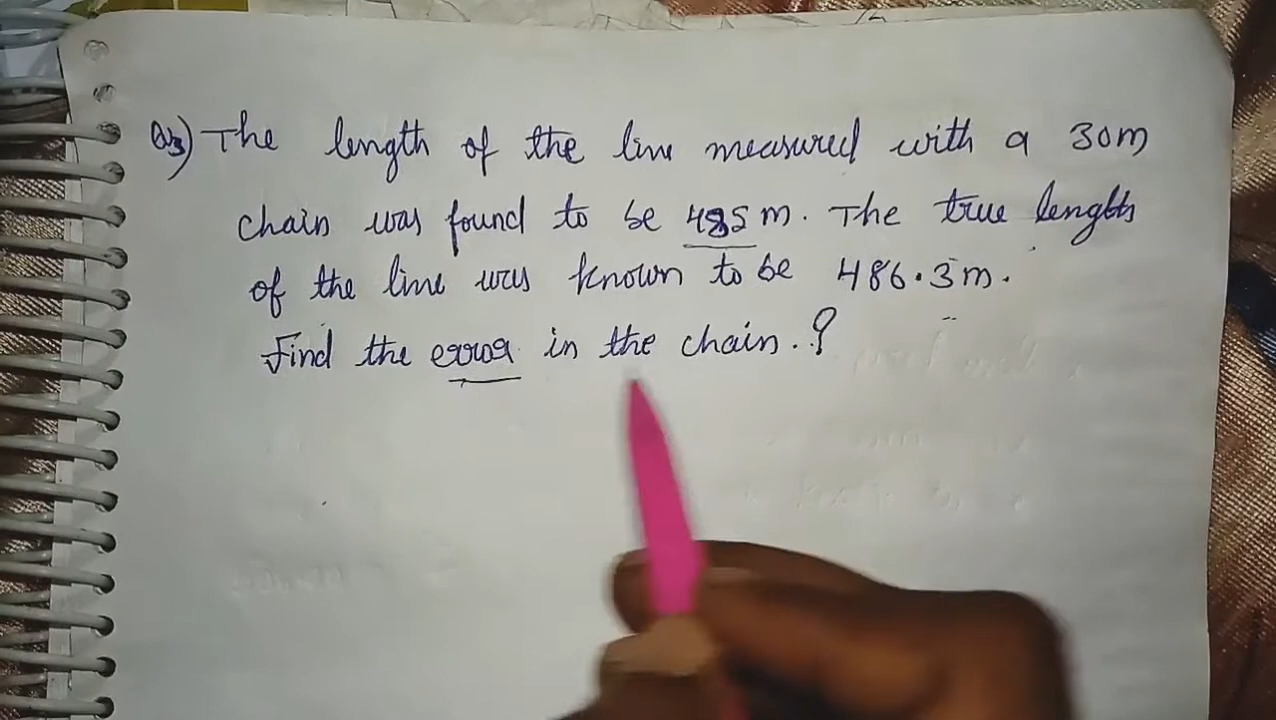 Q3) The length of the line measured with a 30m
chain was found to be 485m. The true length
of the line was known to be 486.3m.
Find the error in the chain.?